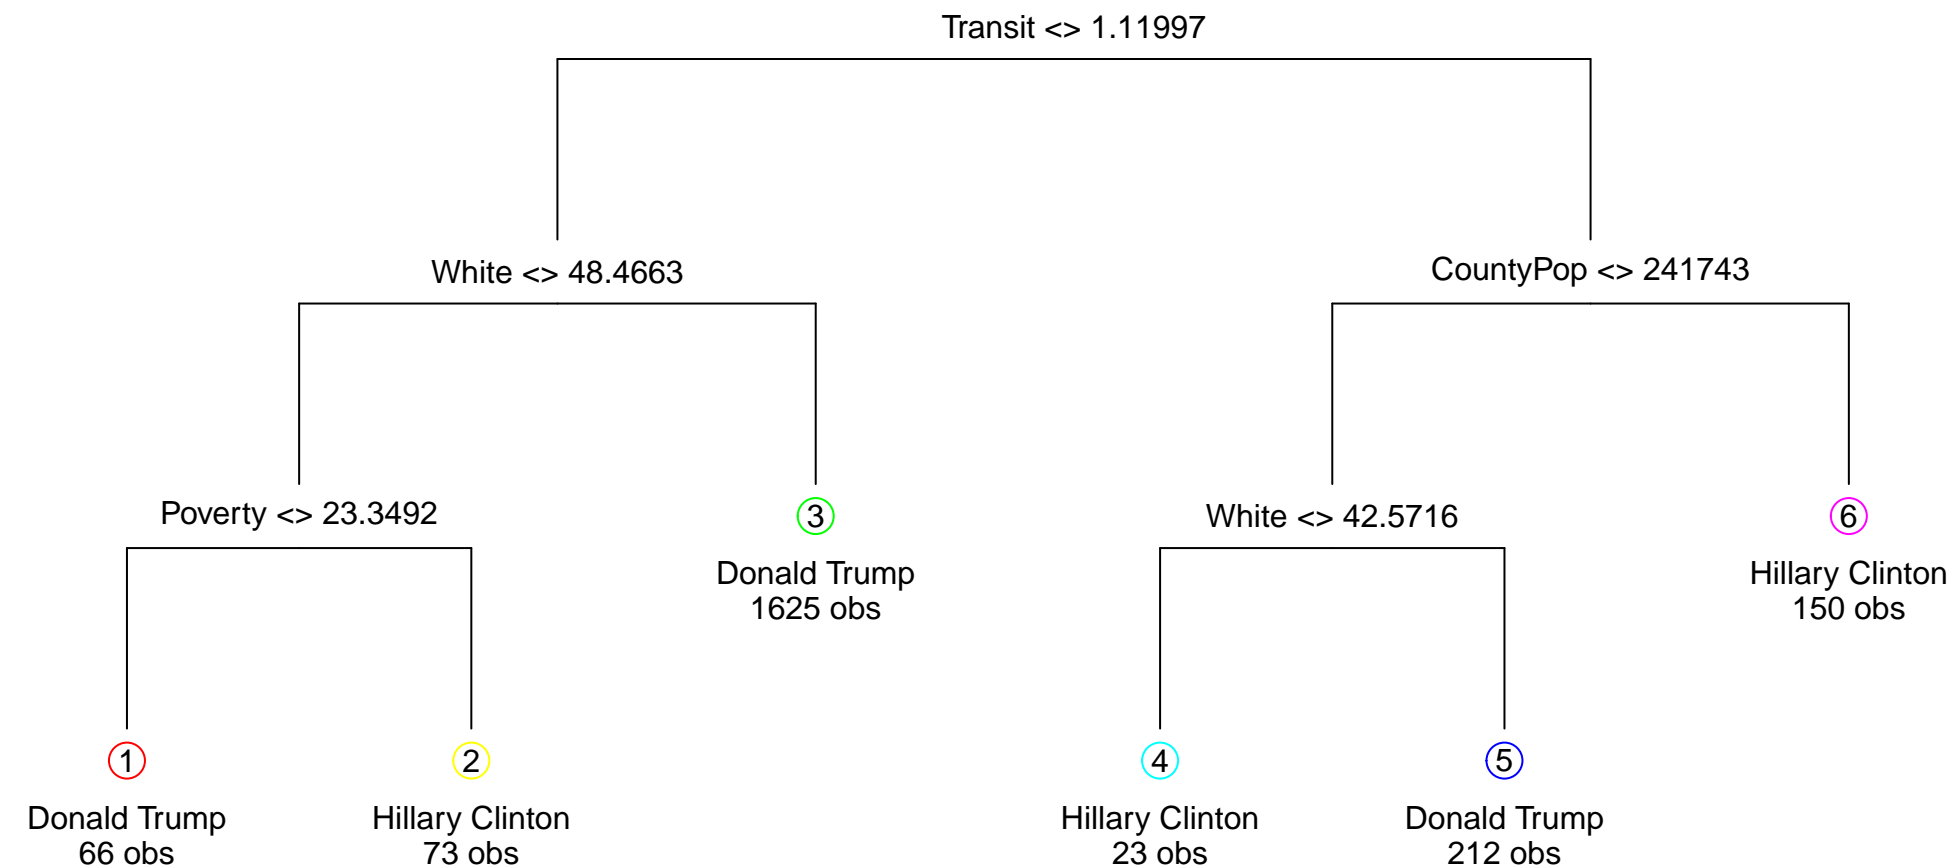 Transit <> 1.11997
White <> 48.4663
CountyPop <> 241743
Poverty <> 23.3492
3
Donald Trump
1625 obs
White <> 42.5716
6
Hillary Clinton
150 obs
1
Donald Trump
66 obs
2
Hillary Clinton
73 obs
4
Hillary Clinton
23 obs
5
Donald Trump
212 obs